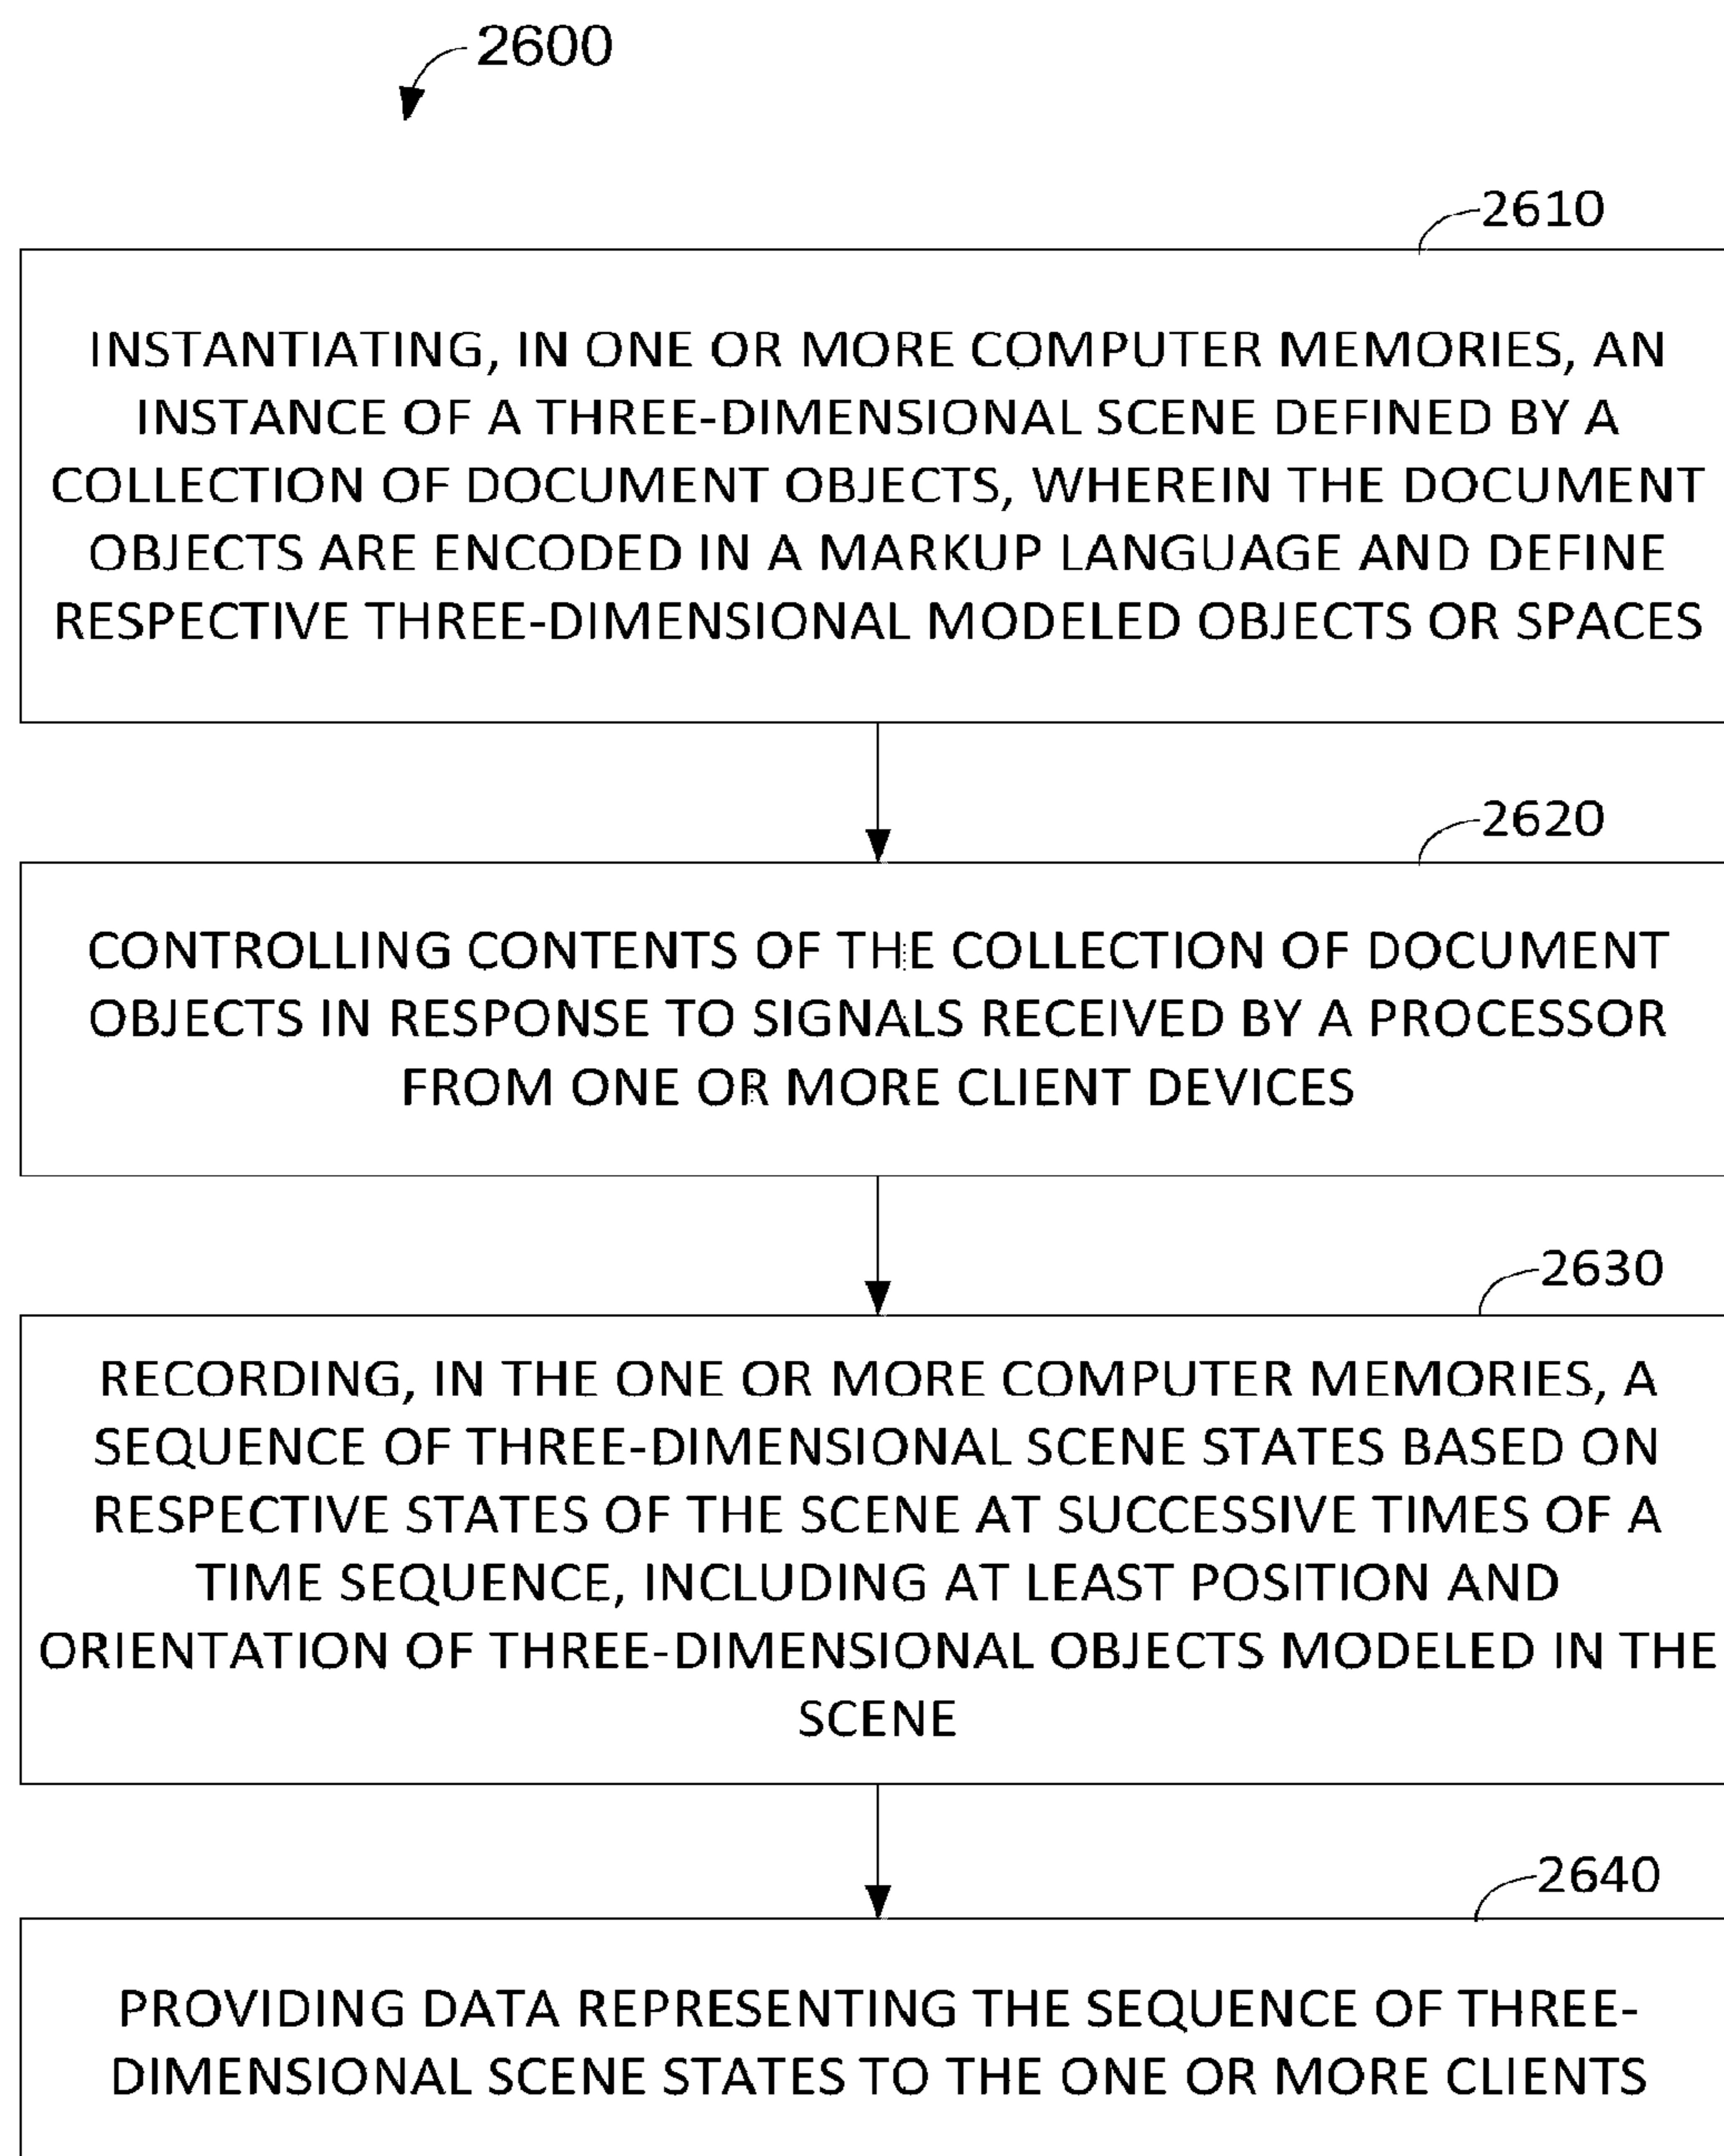 2600
2610
INSTANTIATING, IN ONE OR MORE COMPUTER MEMORIES, AN
INSTANCE OF A THREE-DIMENSIONAL SCENE DEFINED BY A
COLLECTION OF DOCUMENT OBJECTS, WHEREIN THE DOCUMENT
OBJECTS ARE ENCODED IN A MARKUP LANGUAGE AND DEFINE
RESPECTIVE THREE-DIMENSIONAL MODELED OBJECTS OR SPACES
2620
CONTROLLING CONTENTS OF THE COLLECTION OF DOCUMENT
OBJECTS IN RESPONSE TO SIGNALS RECEIVED BY A PROCESSOR
FROM ONE OR MORE CLIENT DEVICES
2630
RECORDING, IN THE ONE OR MORE COMPUTER MEMORIES, A
SEQUENCE OF THREE-DIMENSIONAL SCENE STATES BASED ON
RESPECTIVE STATES OF THE SCENE AT SUCCESSIVE TIMES OF A
TIME SEQUENCE, INCLUDING AT LEAST POSITION AND
ORIENTATION OF THREE-DIMENSIONAL OBJECTS MODELED IN THE
SCENE
2640
PROVIDING DATA REPRESENTING THE SEQUENCE OF THREE-
DIMENSIONAL SCENE STATES TO THE ONE OR MORE CLIENTS